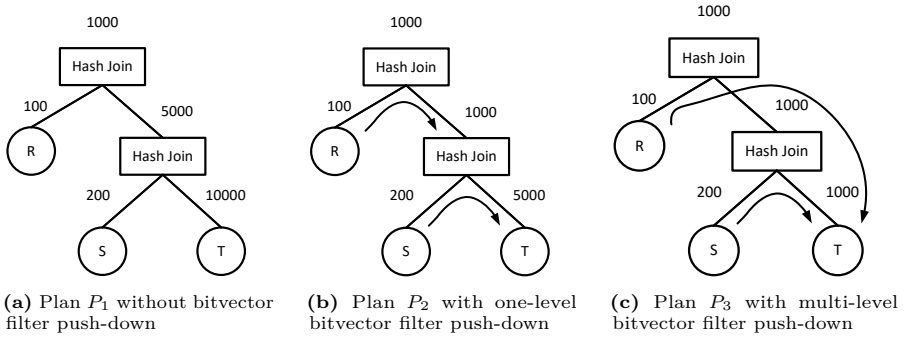 1000
Hash Join
100
5000
R
Hash Join
200
10000
S
T
(a) Plan P₁ without bitvector
filter push-down
1000
Hash Join
100
1000
R
Hash Join
200
5000
S
T
(b) Plan P₂ with one-level
bitvector filter push-down
1000
Hash Join
100
1000
R
Hash Join
200
1000
S
T
(c) Plan P₃ with multi-level
bitvector filter push-down